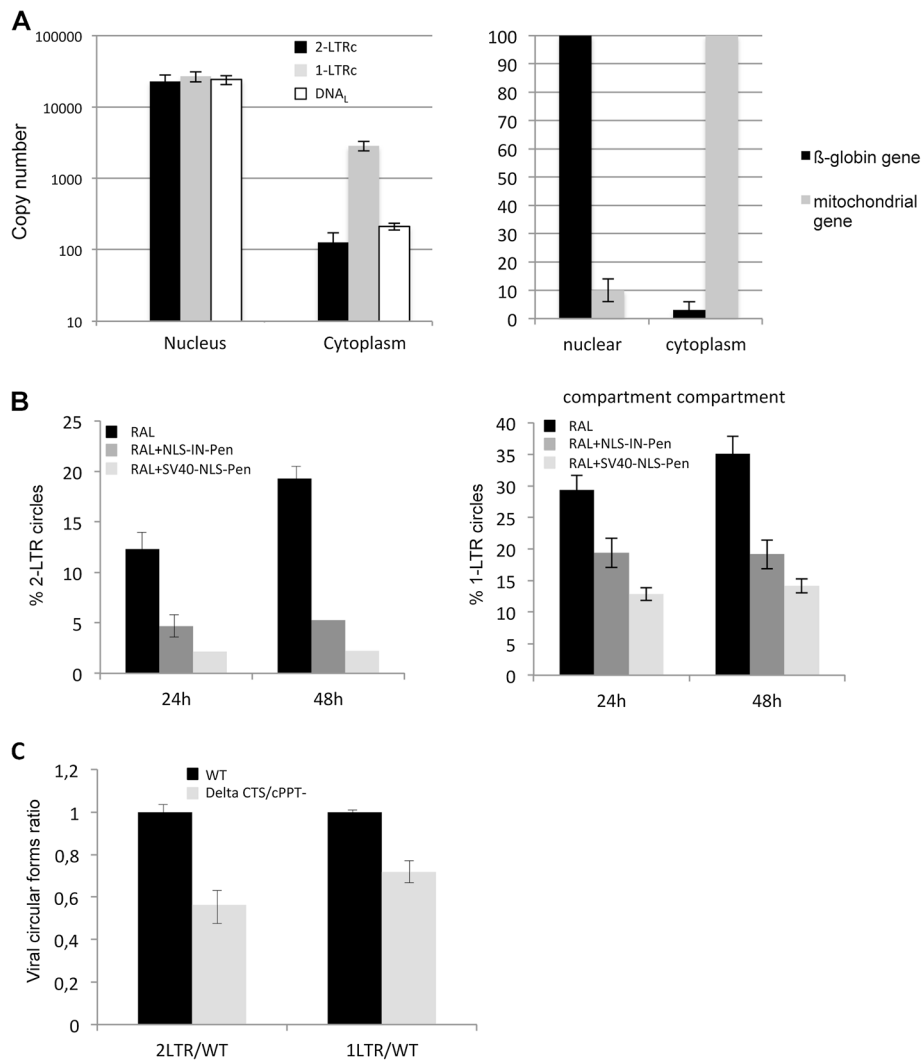 A
100000
10000
1000
100
10
Copy number
2-LTRc
1-LTRc
DNAL
Nucleus
Cytoplasm
100
90
80
70
60
50
40
30
20
10
0
ß-globin gene
mitochondrial
gene
nuclear
cytoplasm
compartment compartment
B
25
20
15
10
5
0
% 2-LTR circles
RAL
RAL+NLS-IN-Pen
RAL+SV40-NLS-Pen
24h
48h
40
35
30
25
20
15
10
5
0
% 1-LTR circles
RAL
RAL+NLS-IN-Pen
RAL+SV40-NLS-Pen
24h
48h
C
1,2
1
0,8
0,6
0,4
0,2
0
Viral circular forms ratio
WT
Delta CTS/cPPT-
2LTR/WT
1LTR/WT